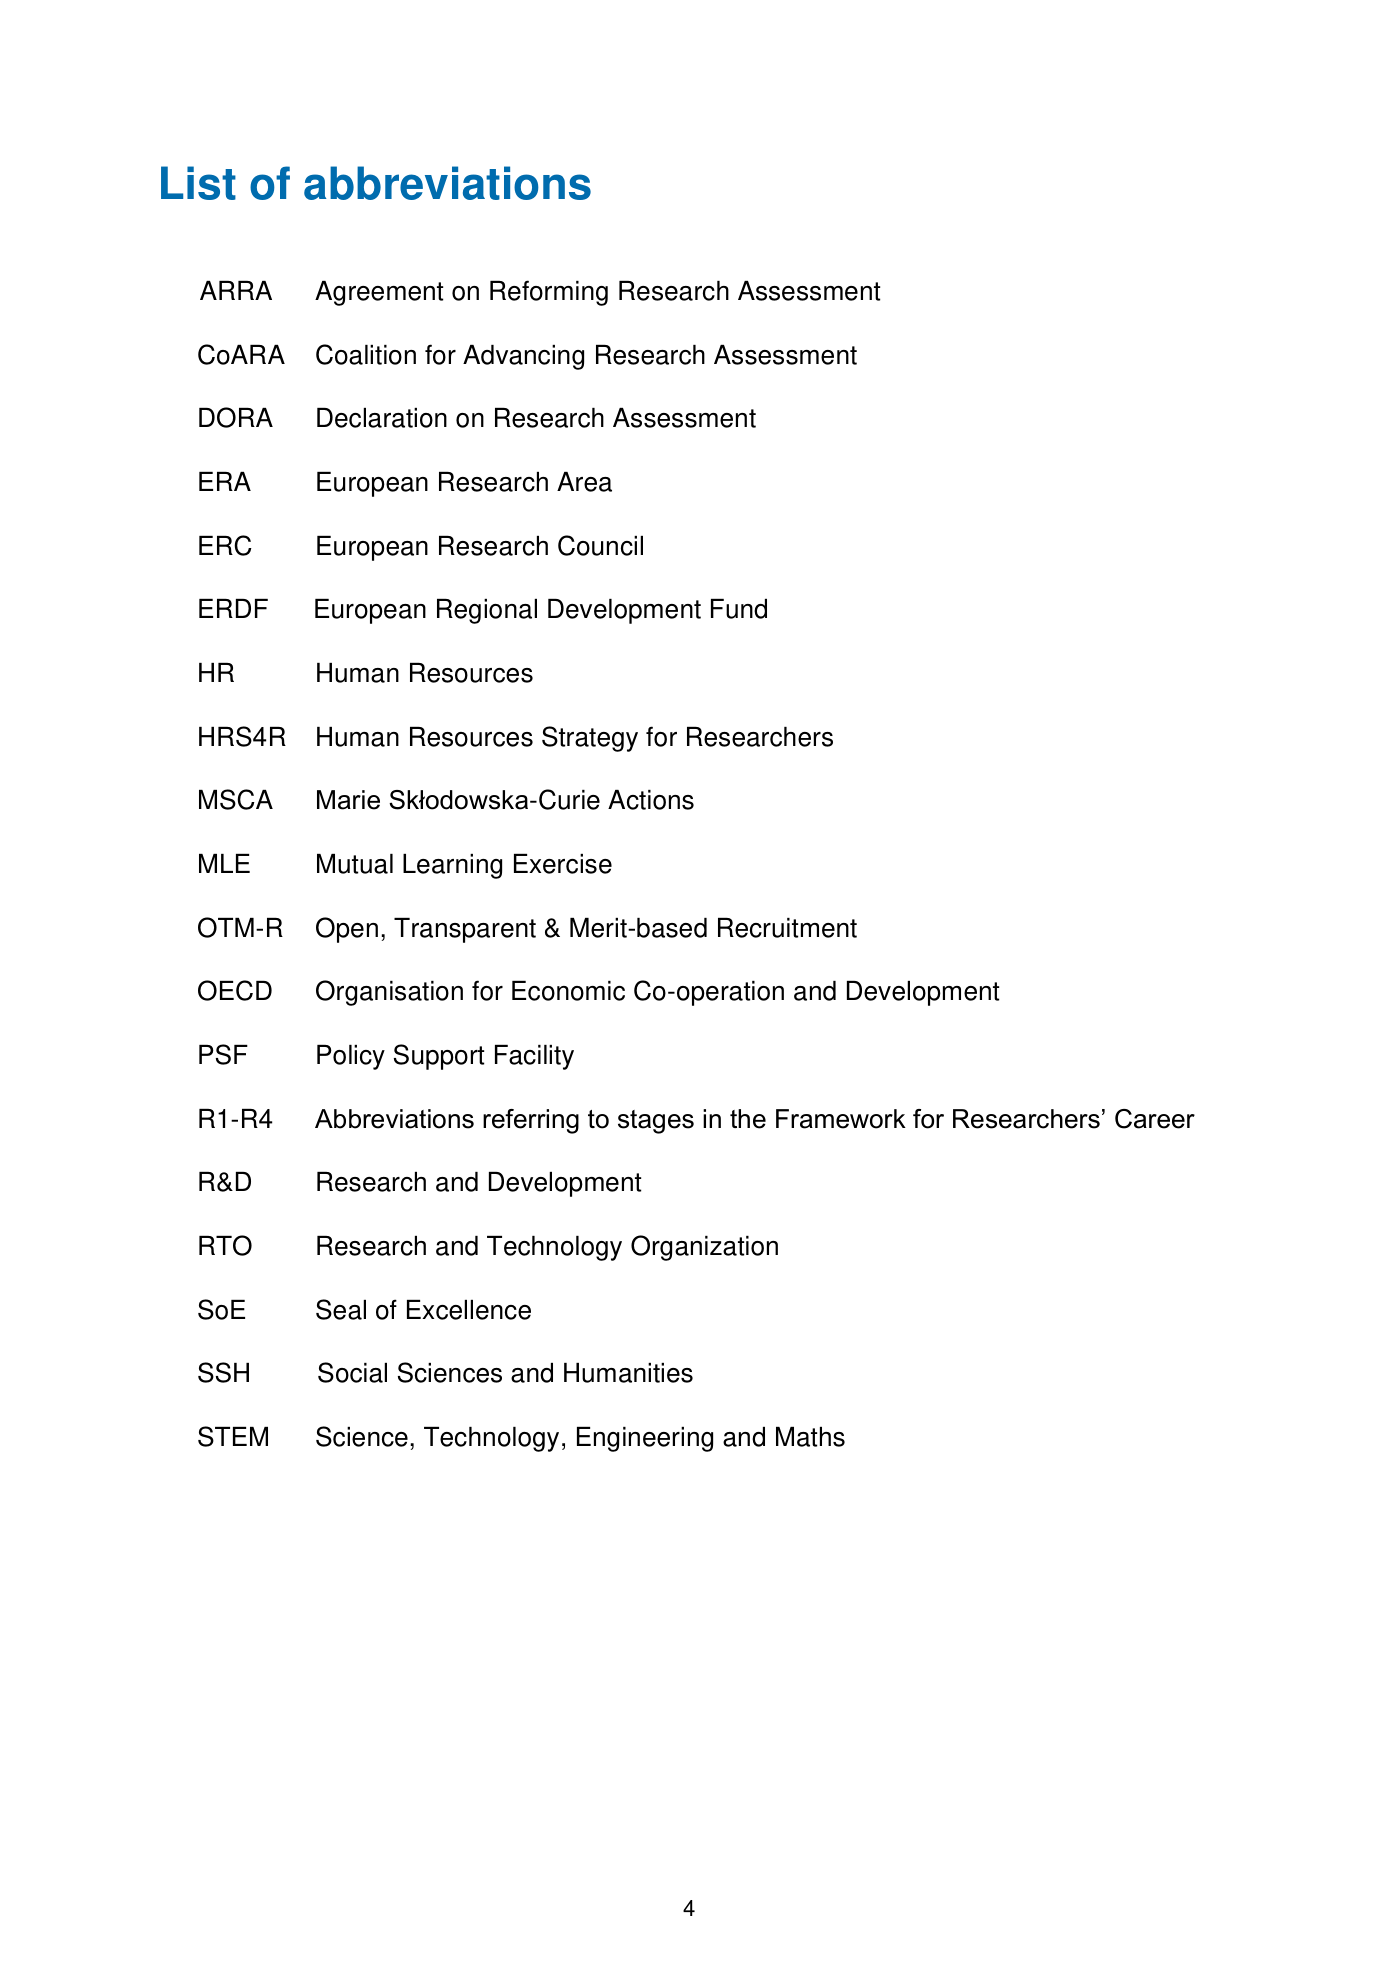 List of abbreviations
ARRA Agreement on Reforming Research Assessment
CoARA Coalition for Advancing Research Assessment
DORA Declaration on Research Assessment
ERA European Research Area
ERC European Research Council
ERDF European Regional Development Fund
HR Human Resources
HRS4R Human Resources Strategy for Researchers
MSCA Marie Skłodowska-Curie Actions
MLE Mutual Learning Exercise
OTM-R Open, Transparent & Merit-based Recruitment
OECD Organisation for Economic Co-operation and Development
PSF Policy Support Facility
R1-R4 Abbreviations referring to stages in the Framework for Researchers’ Career
R&D Research and Development
RTO Research and Technology Organization
SoE Seal of Excellence
SSH Social Sciences and Humanities
STEM Science, Technology, Engineering and Maths
4